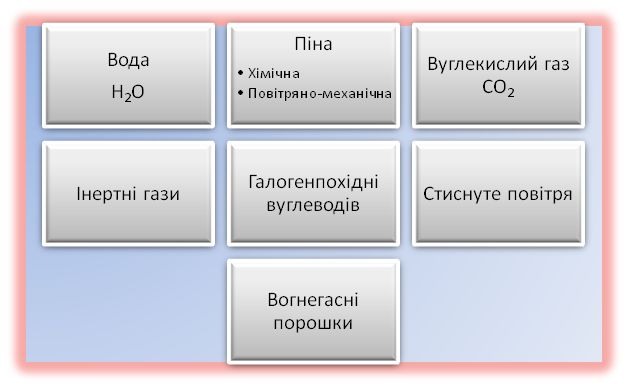 Вода
H₂O
Піна
• Хімічна
• Повітряно-механічна
Вуглекислий газ
CO₂
Інертні гази
Галогенпохідні
вуглеводів
Стиснуте повітря
Вогнегасні
порошки